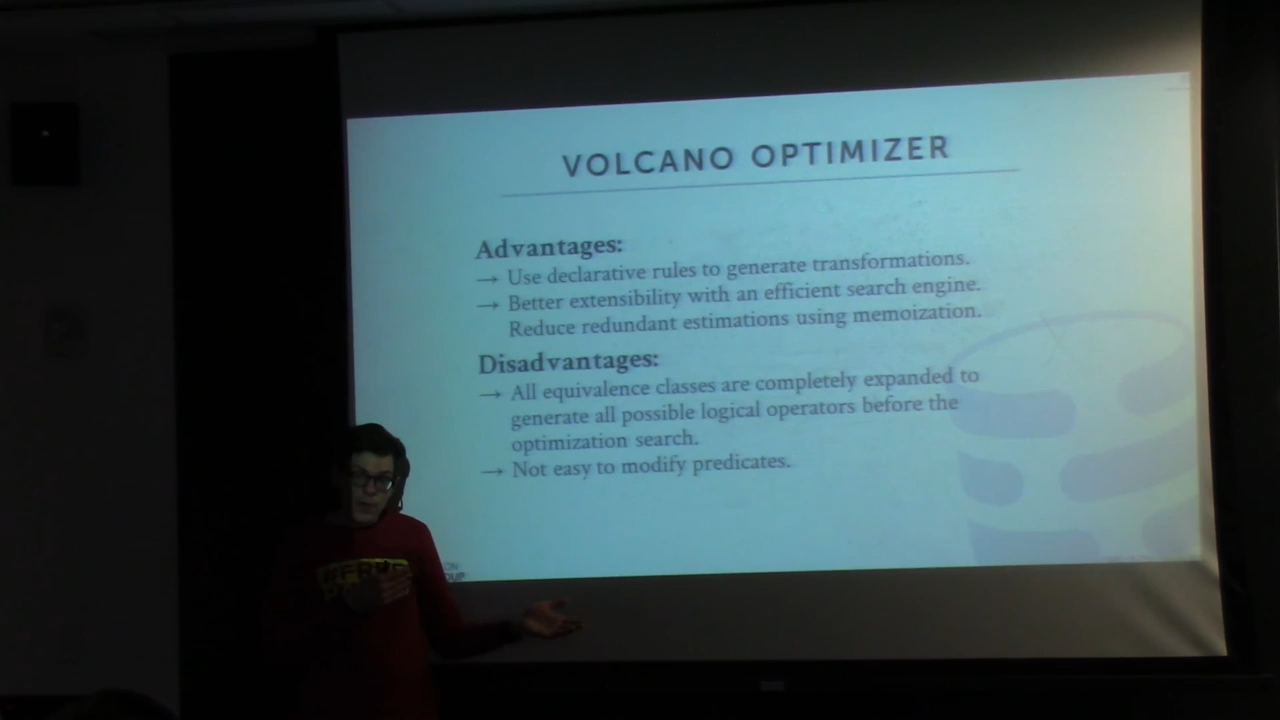 VOLCANO OPTIMIZER
Advantages:
→ Use declarative rules to generate transformations.
→ Better extensibility with an efficient search engine.
Reduce redundant estimations using memoization.
Disadvantages:
→ All equivalence classes are completely expanded to
generate all possible logical operators before the
optimization search.
→ Not easy to modify predicates.